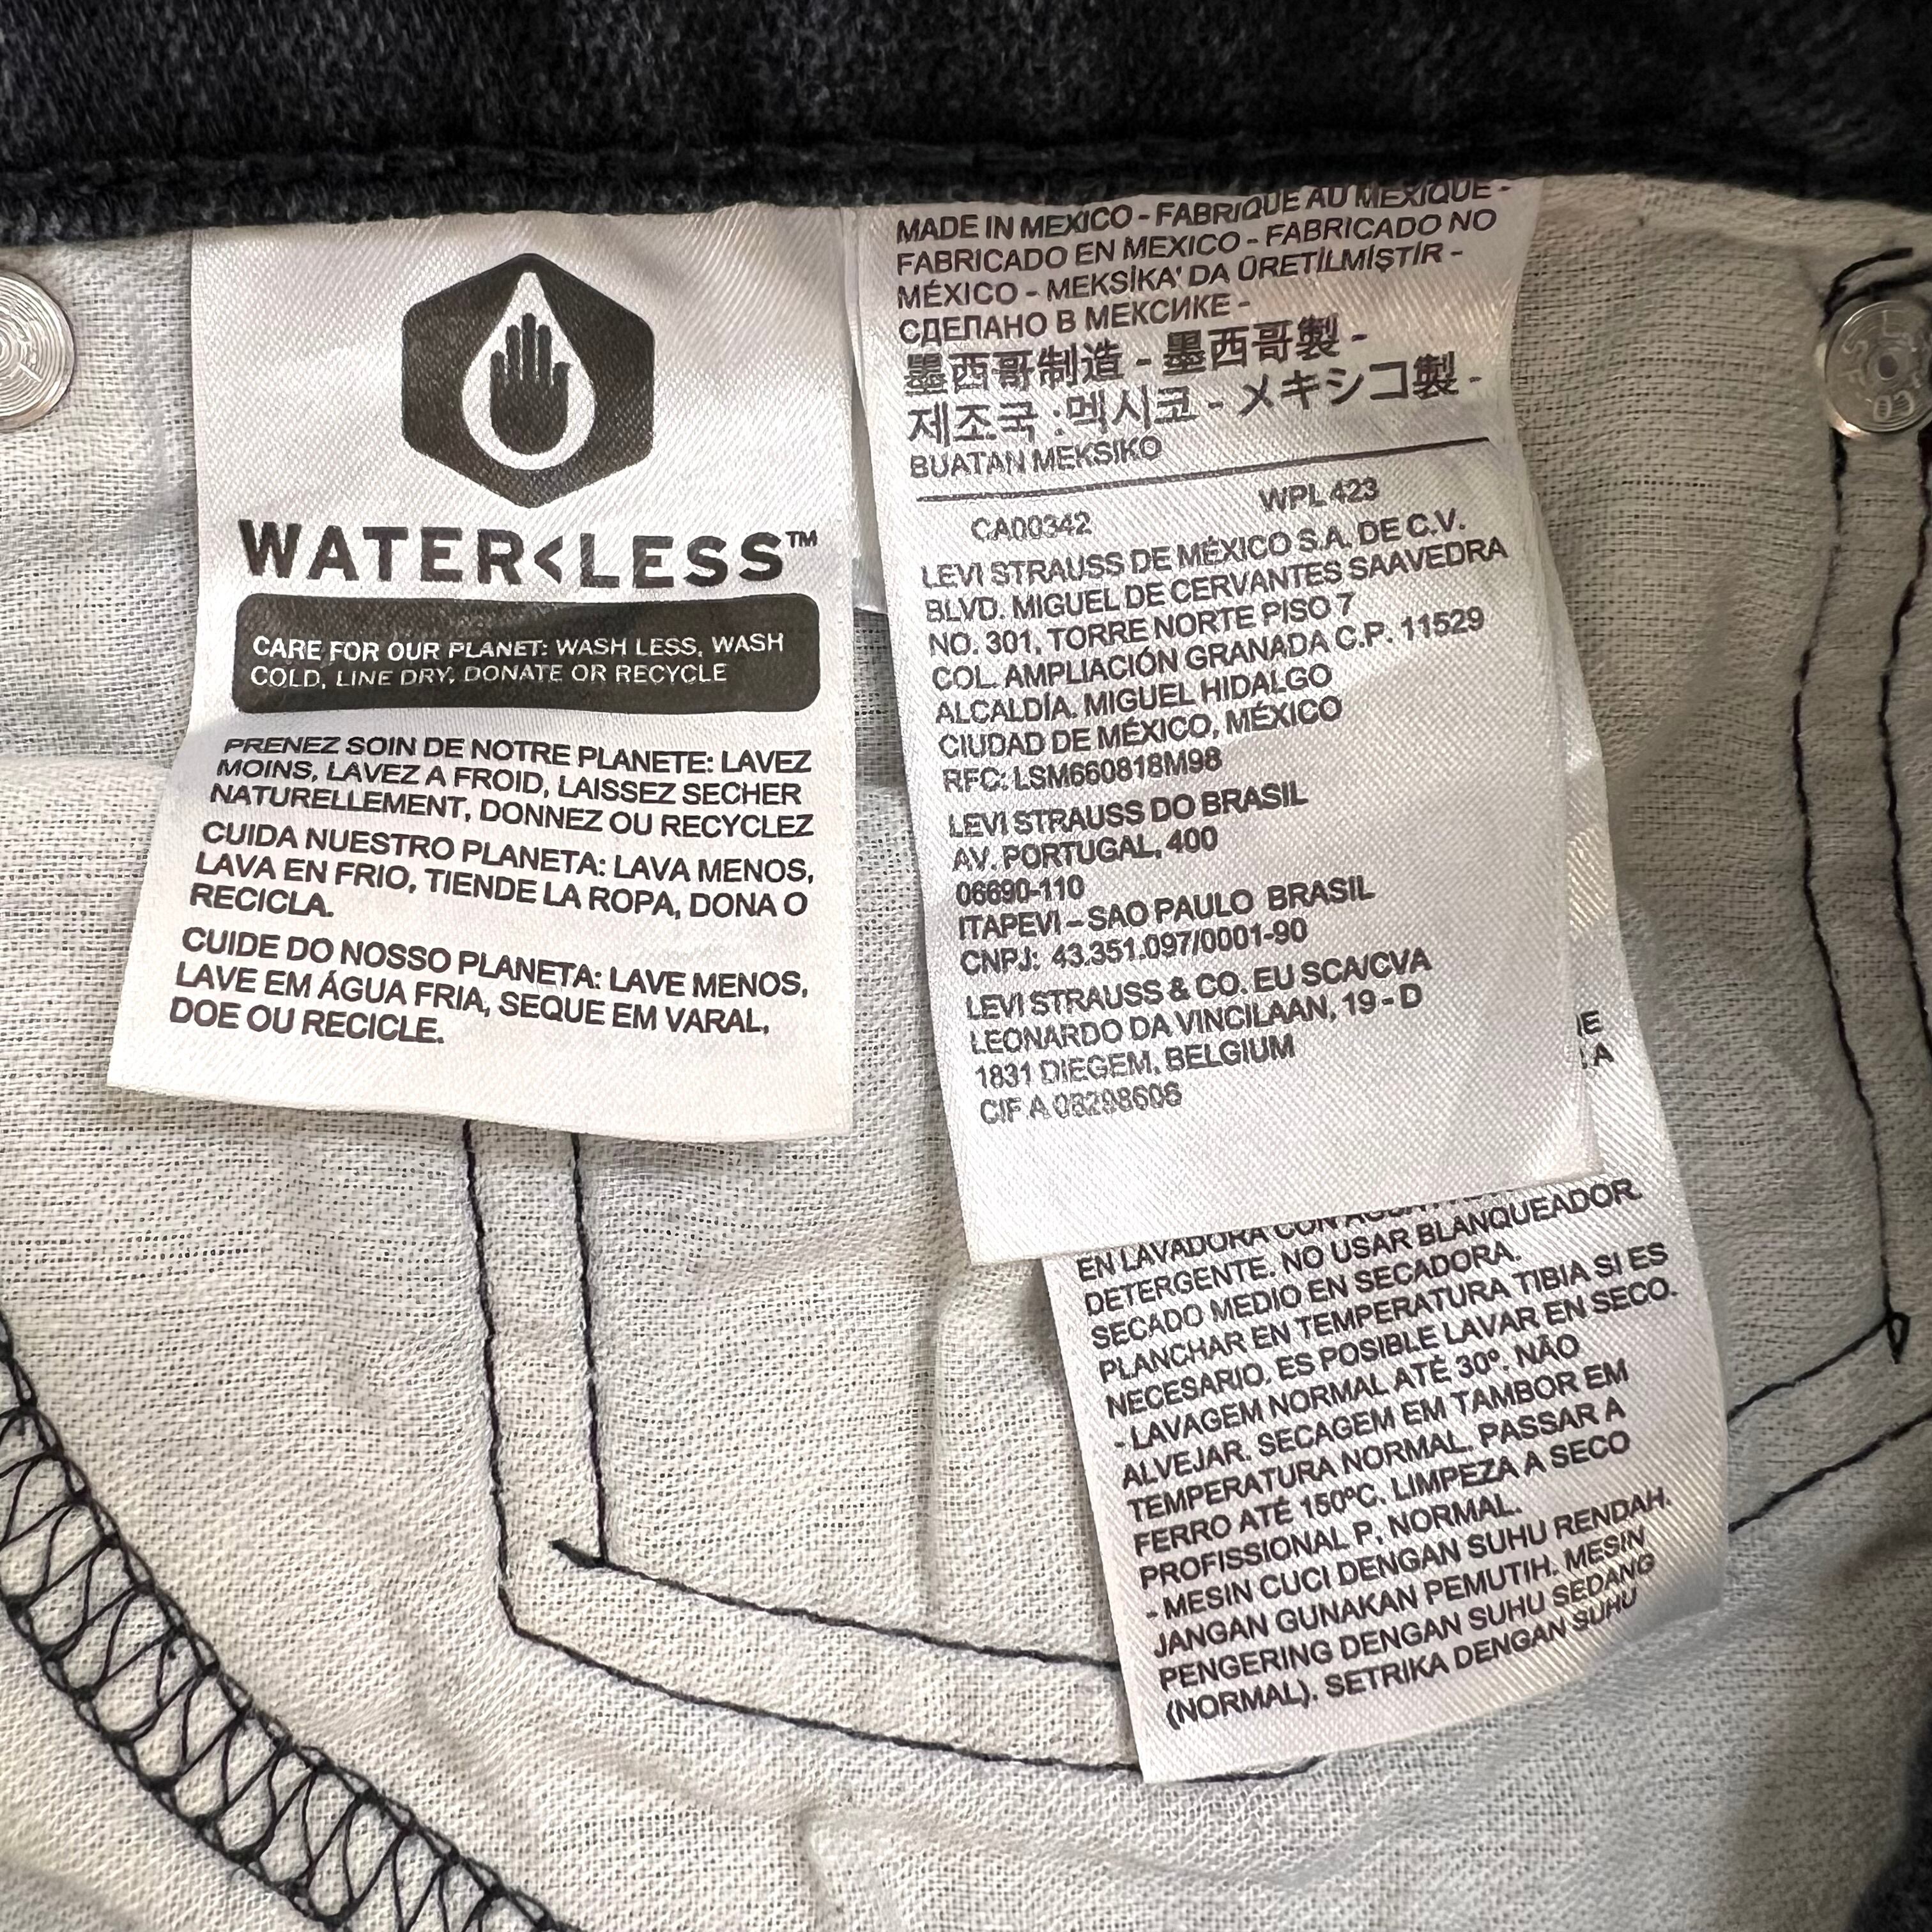 WATER<LESS™
CARE FOR OUR PLANET: WASH LESS, WASH
COLD, LINE DRY, DONATE OR RECYCLE
PRENEZ SOIN DE NOTRE PLANETE: LAVEZ
MOINS, LAVEZ A FROID, LAISSEZ SECHER
NATURELLEMENT, DONNEZ OU RECYCLEZ
CUIDA NUESTRO PLANETA: LAVA MENOS,
LAVA EN FRIO, TIENDE LA ROPA, DONA O
RECICLA.
CUIDE DO NOSSO PLANETA: LAVE MENOS,
LAVE EM ÁGUA FRIA, SEQUE EM VARAL,
DOE OU RECICLE.
MADE IN MEXICO - FABRIQUE AU MEXIQUE -
FABRICADO EN MEXICO - FABRICADO NO
MÉXICO - MEKSİKA' DA ÜRETİLMİŞTİR -
СДЕПАНО В МЕКСИКЕ -
墨西哥制造 - 墨西哥製 -
제조국 :멕시코 - メキシコ製 -
BUATAN MEKSIKO
CA00342 WPL 423
LEVI STRAUSS DE MÉXICO S.A. DE C.V.
BLVD. MIGUEL DE CERVANTES SAAVEDRA
NO. 301, TORRE NORTE PISO 7
COL. AMPLIACIÓN GRANADA C.P. 11529
ALCALDÍA. MIGUEL HIDALGO
CIUDAD DE MÉXICO, MÉXICO
RFC: LSM660818M98
LEVI STRAUSS DO BRASIL
AV. PORTUGAL, 400
06690-110
ITAPEVI – SAO PAULO BRASIL
CNPJ: 43.351.097/0001-90
LEVI STRAUSS & CO. EU SCA/CVA
LEONARDO DA VINCILAAN, 19 - D
1831 DIEGEM, BELGIUM
CIF A 08298606
EN LAVADORA CON AGUA
DETERGENTE. NO USAR BLANQUEADOR.
SECADO MEDIO EN SECADORA.
PLANCHAR EN TEMPERATURA TIBIA SI ES
NECESARIO. ES POSIBLE LAVAR EN SECO.
- LAVAGEM NORMAL ATÉ 30º. NÃO
ALVEJAR. SECAGEM EM TAMBOR EM
TEMPERATURA NORMAL. PASSAR A
FERRO ATÉ 150ºC. LIMPEZA A SECO
PROFISSIONAL P, NORMAL.
- MESIN CUCI DENGAN SUHU RENDAH.
JANGAN GUNAKAN PEMUTIH. MESIN
PENGERING DENGAN SUHU SEDANG
(NORMAL). SETRIKA DENGAN SUHU